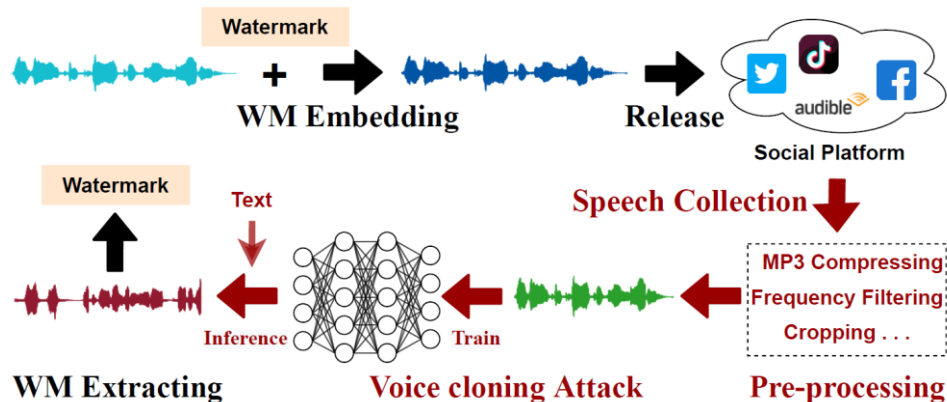 Watermark
+
WM Embedding
Release
audible
Social Platform
Speech Collection
MP3 Compressing
Frequency Filtering
Cropping . . .
Pre-processing
Train
Voice cloning Attack
Text
Inference
Watermark
WM Extracting